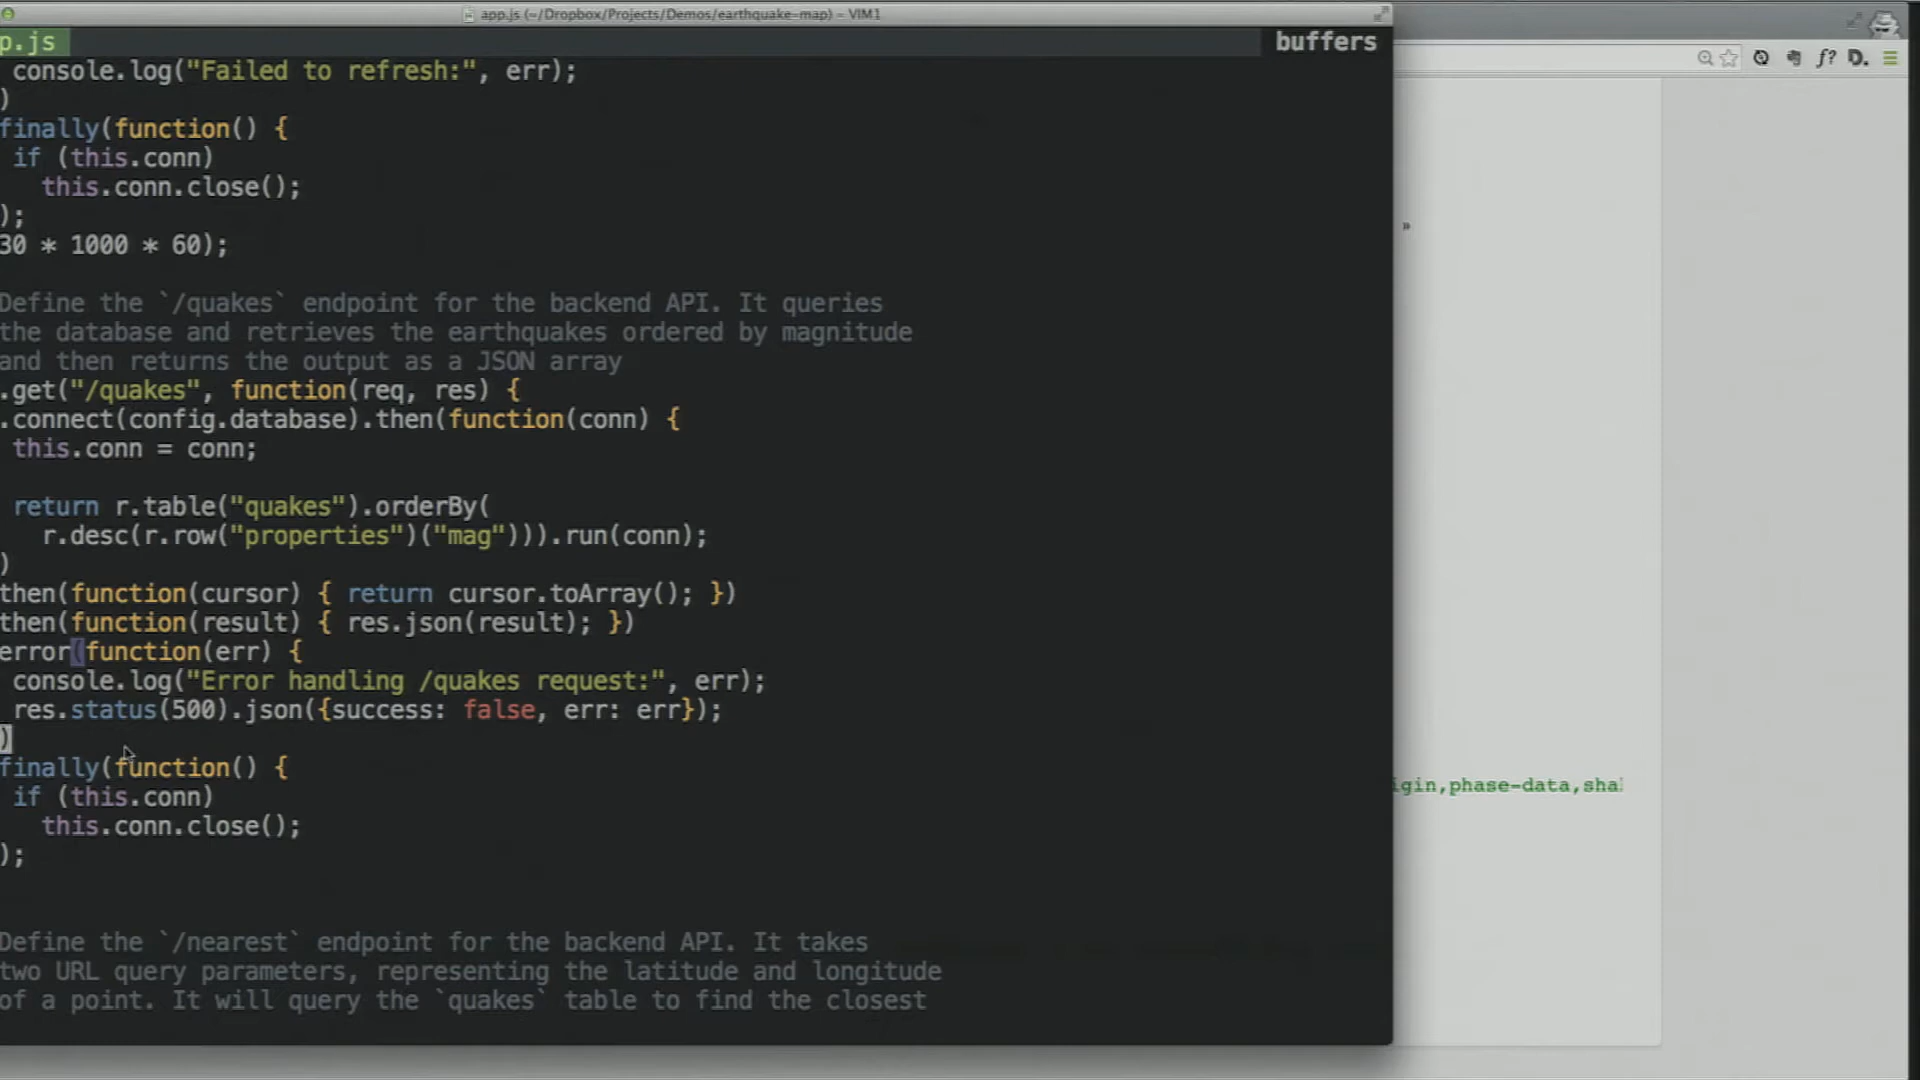 app.js (~/Dropbox/Projects/Demos/earthquake-map) - VIM1
p.js
buffers
console.log("Failed to refresh:", err);
)
finally(function() {
if (this.conn)
this.conn.close();
);
30 * 1000 * 60);
Define the `/quakes` endpoint for the backend API. It queries
the database and retrieves the earthquakes ordered by magnitude
and then returns the output as a JSON array
.get("/quakes", function(req, res) {
.connect(config.database).then(function(conn) {
this.conn = conn;
return r.table("quakes").orderBy(
r.desc(r.row("properties")("mag"))).run(conn);
)
then(function(cursor) { return cursor.toArray(); })
then(function(result) { res.json(result); })
error(function(err) {
console.log("Error handling /quakes request:", err);
res.status(500).json({success: false, err: err});
)
finally(function() {
if (this.conn)
this.conn.close();
);
Define the `/nearest` endpoint for the backend API. It takes
two URL query parameters, representing the latitude and longitude
of a point. It will query the `quakes` table to find the closest
f?
D.
»
igin,phase-data,sha